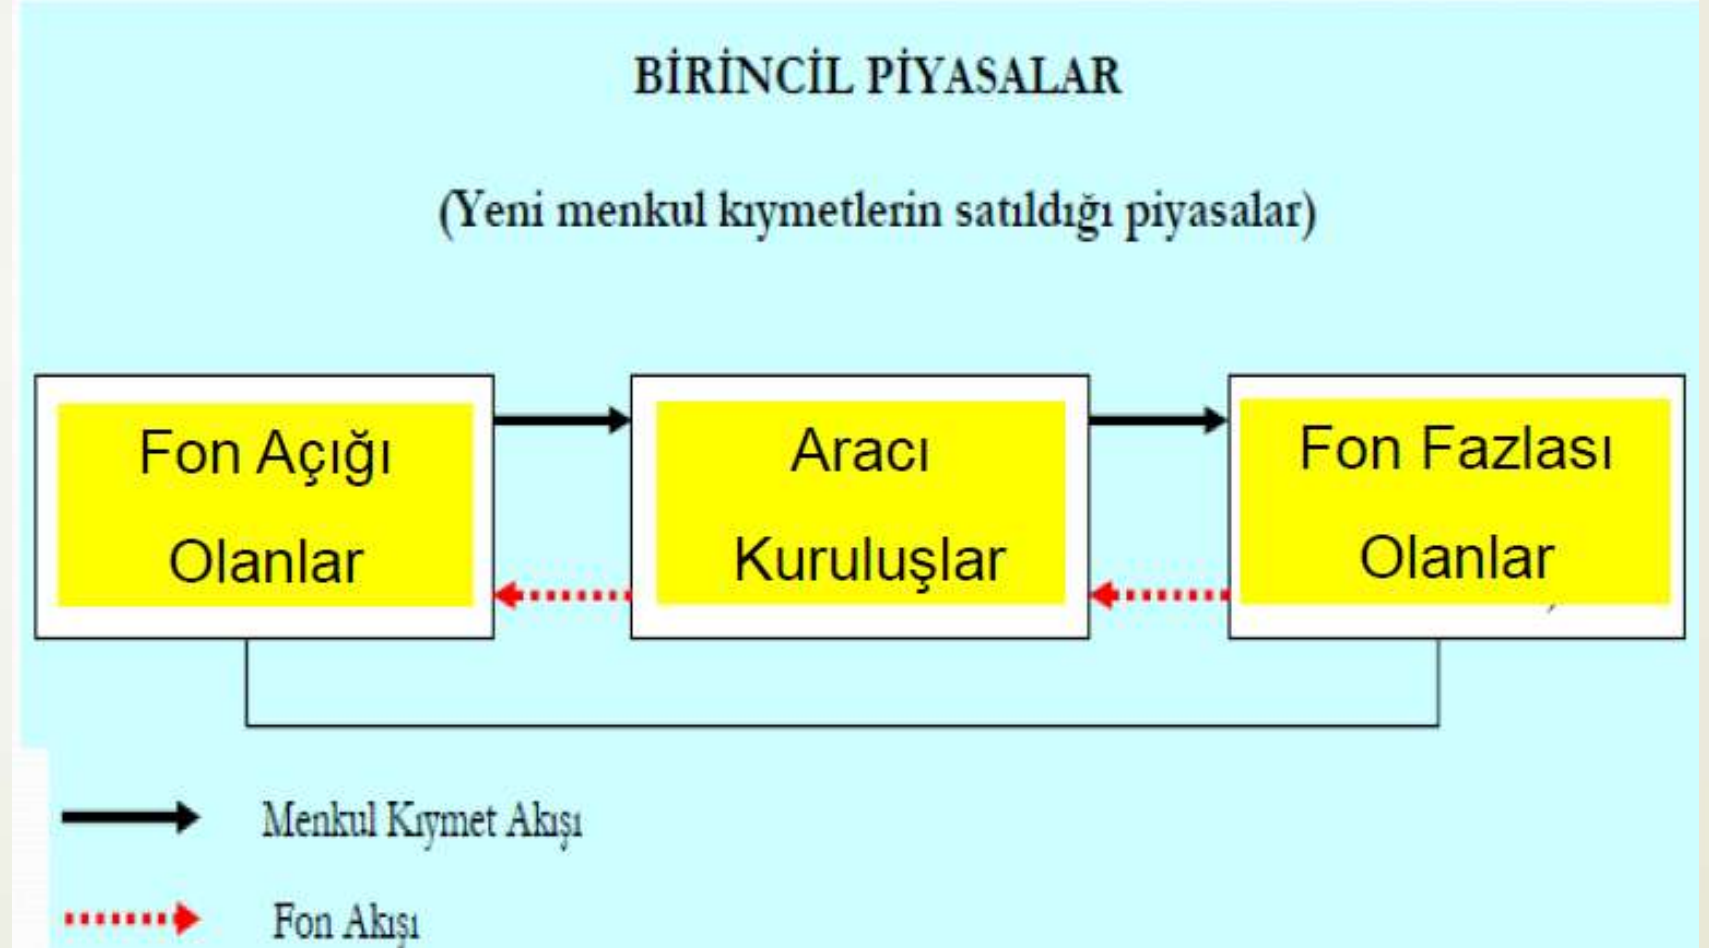 BİRİNCİL PİYASALAR
(Yeni menkul kıymetlerin satıldığı piyasalar)
Fon Açığı
Olanlar
Aracı
Kuruluşlar
Fon Fazlası
Olanlar
Menkul Kıymet Akışı
Fon Akışı